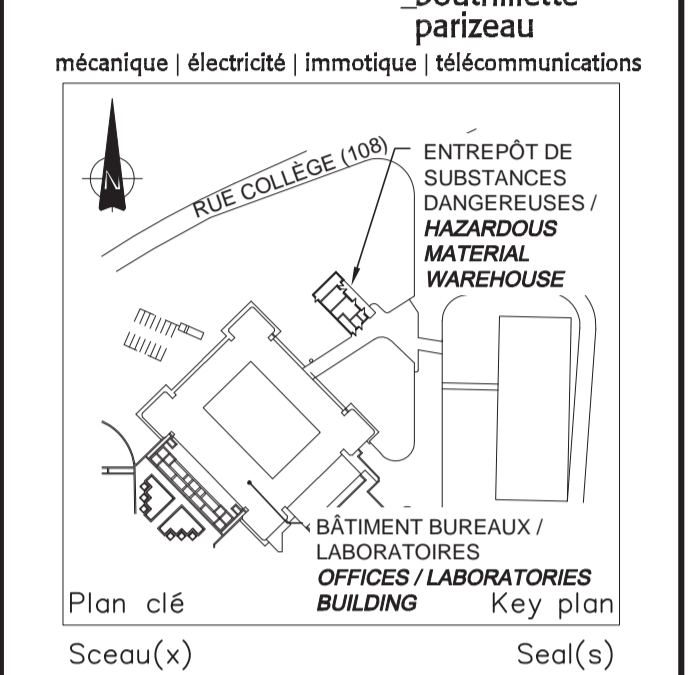 _bouthillette
parizeau
mécanique | électricité | immotique | télécommunications
N
RUE COLLÈGE (108)
ENTREPÔT DE
SUBSTANCES
DANGEREUSES /
HAZARDOUS
MATERIAL
WAREHOUSE
BÂTIMENT BUREAUX /
LABORATOIRES
OFFICES / LABORATORIES
BUILDING
Plan clé
Key plan
Sceau(x)
Seal(s)